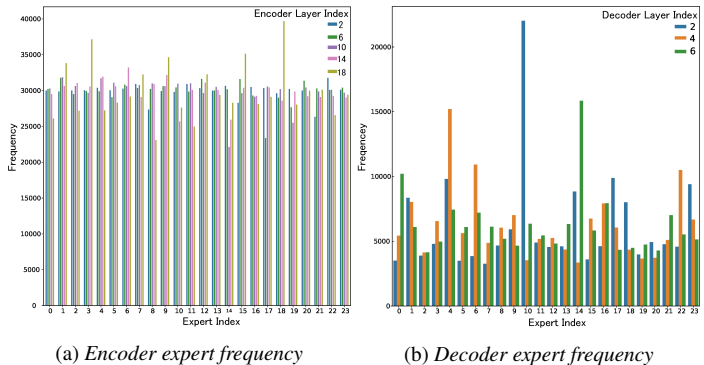 Encoder Layer Index
2
6
10
14
18
40000
35000
30000
25000
20000
15000
10000
5000
0
Frequency
0 1 2 3 4 5 6 7 8 9 10 11 12 13 14 15 16 17 18 19 20 21 22 23
Expert Index
(a) Encoder expert frequency
Decoder Layer Index
2
4
6
20000
15000
10000
5000
0
Freqencey
0 1 2 3 4 5 6 7 8 9 10 11 12 13 14 15 16 17 18 19 20 21 22 23
Expert Index
(b) Decoder expert frequency